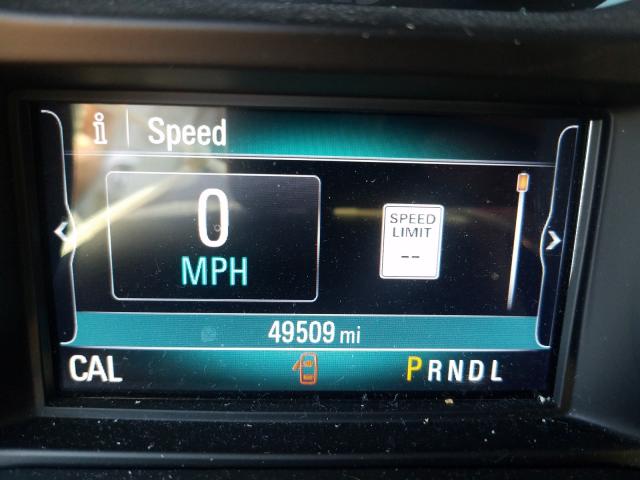 i Speed
0
MPH
SPEED
LIMIT
--
49509 mi
CAL
PRNDL